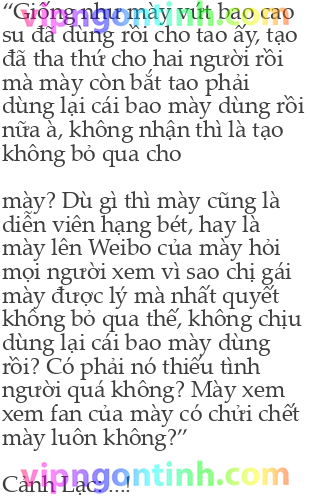 vipngontinh.com
“Giống như mày vứt bao cao
su đã dùng rồi cho tao ấy, tạo
đã tha thứ cho hai người rồi
mà mày còn bắt tao phải
dùng lại cái bao mày dùng rồi
nữa à, không nhận thì là tạo
không bỏ qua cho
mày? Dù gì thì mày cũng là
diễn viên hạng bét, hay là
mày lên Weibo của mày hỏi
mọi người xem vì sao chị gái
mày được lý mà nhất quyết
không bỏ qua thế, không chịu
dùng lại cái bao mày dùng
rồi? Có phải nó thiếu tình
người quá không? Mày xem
xem fan của mày có chửi chết
mày luôn không?”
vipngontinh.com
Cảnh Lạc: ...!